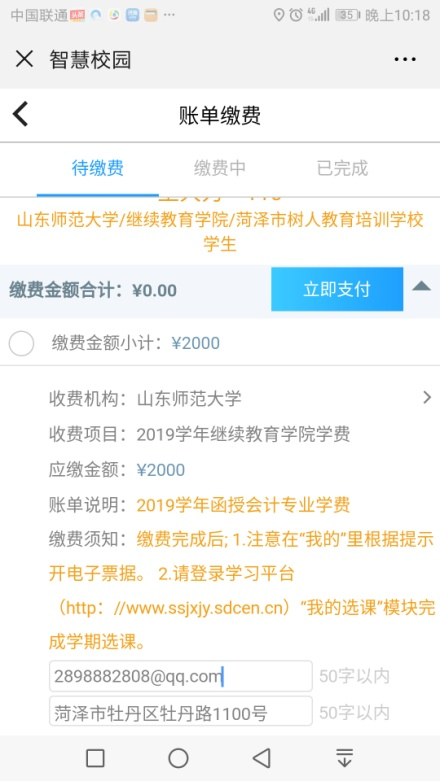 中国联通
35
晚上10:18
智慧校园
账单缴费
待缴费 缴费中 已完成
山东师范大学/继续教育学院/菏泽市树人教育培训学校
学生
缴费金额合计：¥0.00 立即支付
缴费金额小计：¥2000
收费机构：山东师范大学
收费项目：2019学年继续教育学院学费
应缴金额：¥2000
账单说明：2019学年函授会计专业学费
缴费须知：缴费完成后; 1.注意在“我的”里根据提示
开电子票据。 2.请登录学习平台
（http：//www.ssjxjy.sdcen.cn）“我的选课”模块完
成学期选课。
2898882808@qq.com 50字以内
菏泽市牡丹区牡丹路1100号 50字以内